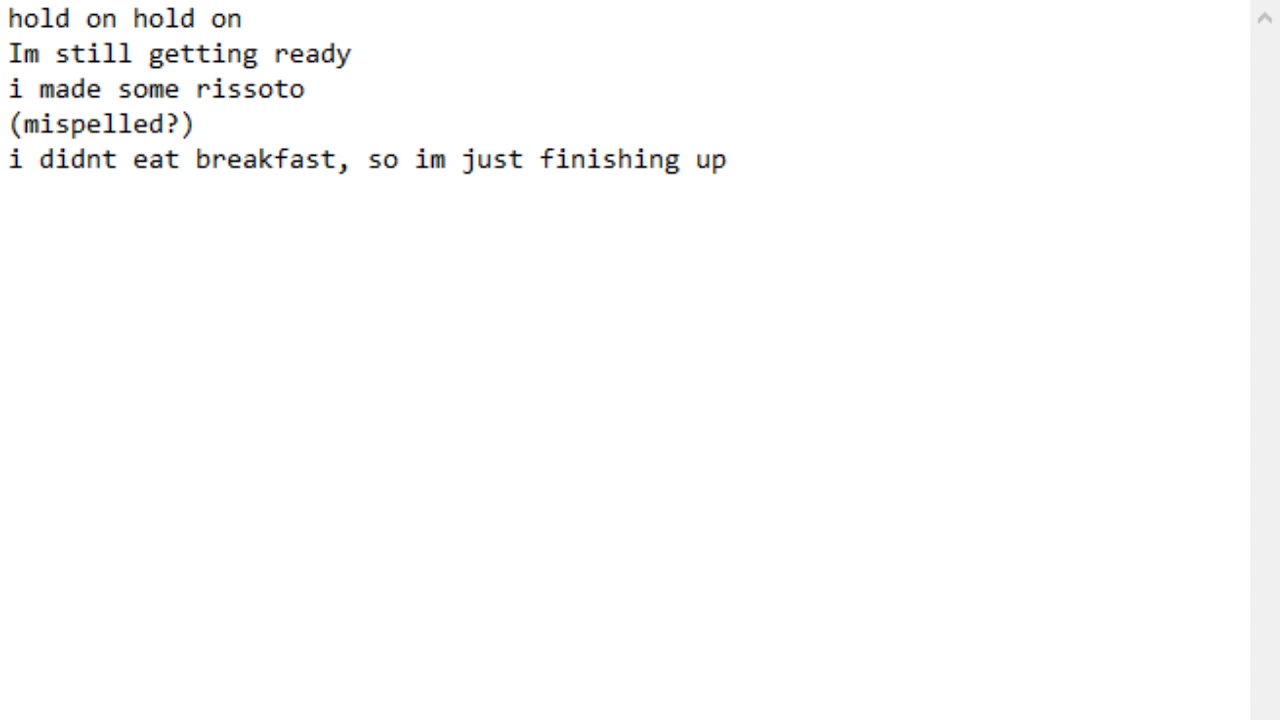 hold on hold on
Im still getting ready
i made some rissoto
(mispelled?)
i didnt eat breakfast, so im just finishing up